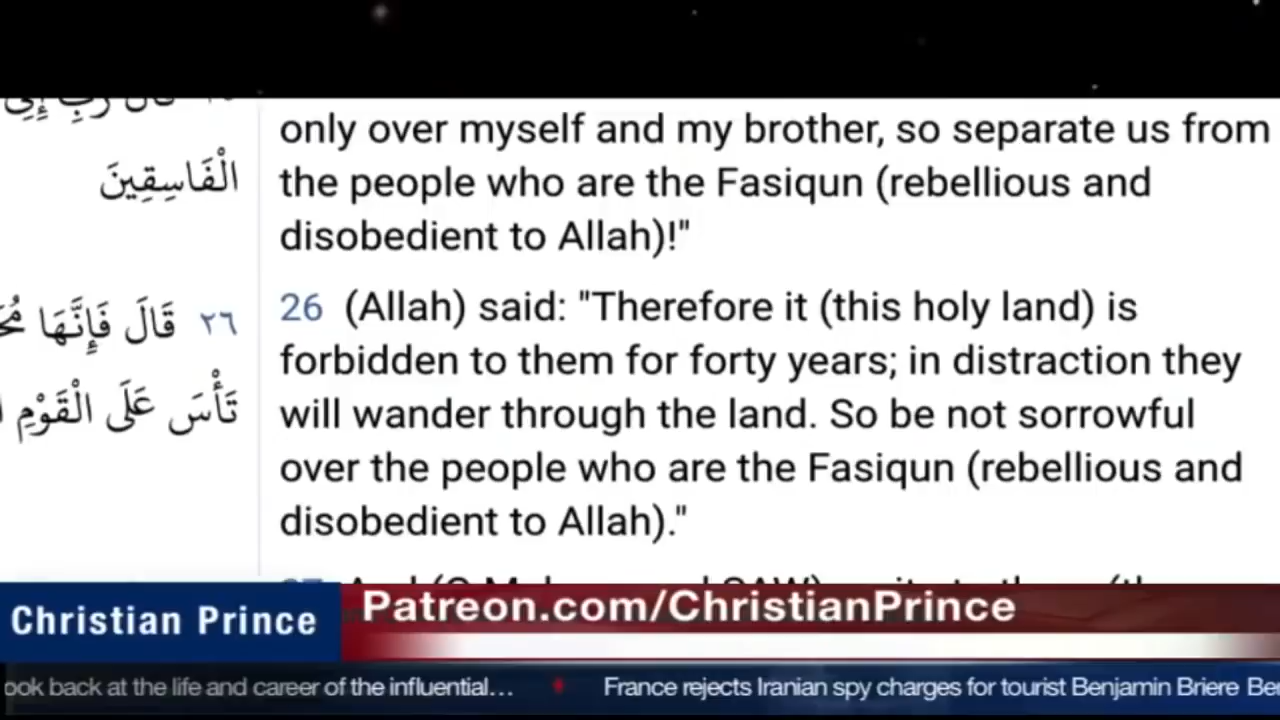 only over myself and my brother, so separate us from
the people who are the Fasiqun (rebellious and
disobedient to Allah)!"
الْفَاسِقِينَ
26 (Allah) said: "Therefore it (this holy land) is
forbidden to them for forty years; in distraction they
will wander through the land. So be not sorrowful
over the people who are the Fasiqun (rebellious and
disobedient to Allah)."
٢٦ قَالَ فَإِنَّهَا
تَأْسَ عَلَى الْقَوْمِ
Christian Prince
Patreon.com/ChristianPrince
back at the life and career of the influential...
France rejects Iranian spy charges for tourist Benjamin Briere